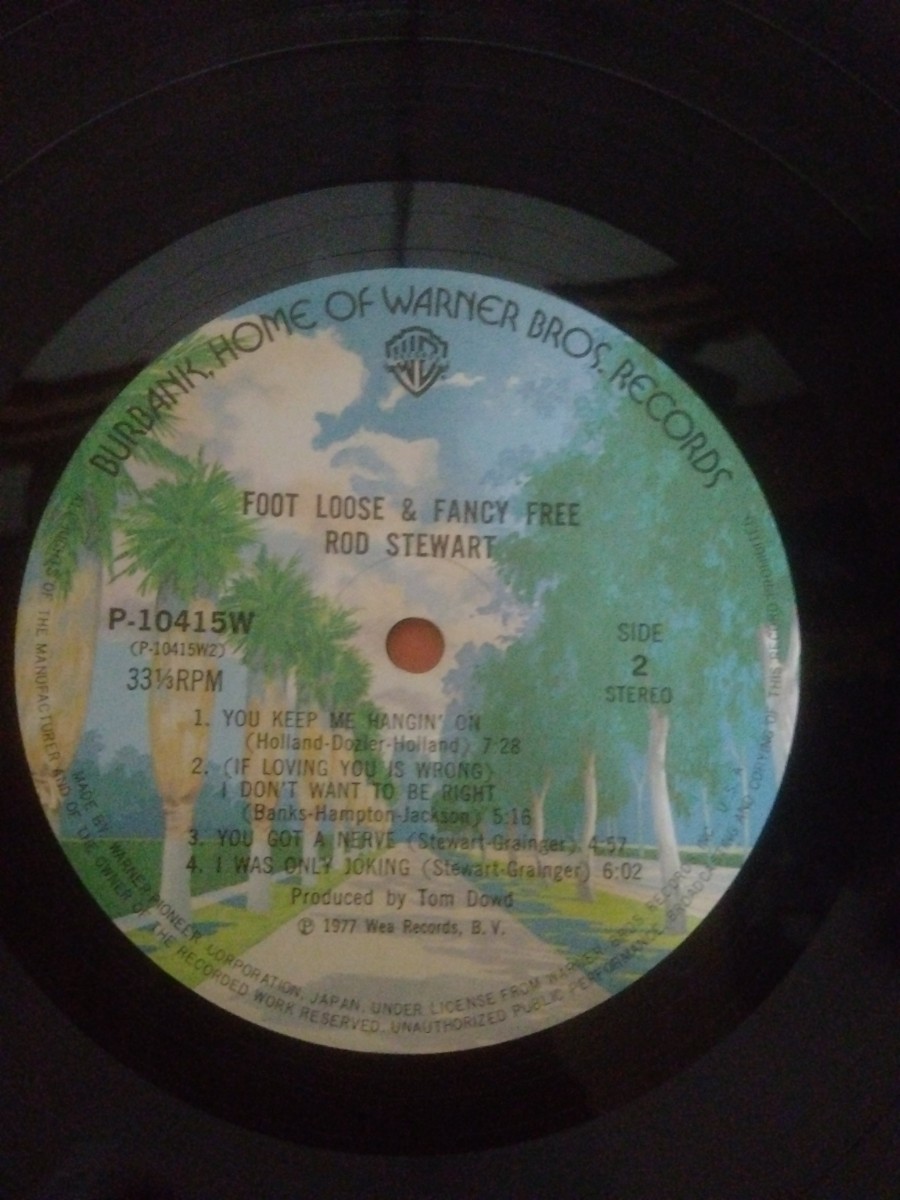 BURBANK, HOME OF WARNER BROS. RECORDS
FOOT LOOSE & FANCY FREE
ROD STEWART
P-10415W
(P-10415W2)
33⅓RPM
SIDE
2
STEREO
1. YOU KEEP ME HANGIN' ON
(Holland-Dozier-Holland) 7:28
2. (IF LOVING YOU IS WRONG)
I DON'T WANT TO BE RIGHT
(Banks-Hampton-Jackson) 5:16
3. YOU GOT A NERVE (Stewart-Grainger) 4:57
4. I WAS ONLY JOKING (Stewart-Grainger) 6:02
Produced by Tom Dowd
Ⓟ 1977 Wea Records, B.V.
MADE BY WARNER-PIONEER CORPORATION, JAPAN, UNDER LICENSE FROM WARNER BROS. RECORDS INC., U.S.A.
OF THE MANUFACTURER AND OF THE OWNER OF THE RECORDED WORK RESERVED. UNAUTHORIZED PUBLIC PERFORMANCE, BROADCASTING AND COPYING OF THIS RECORD